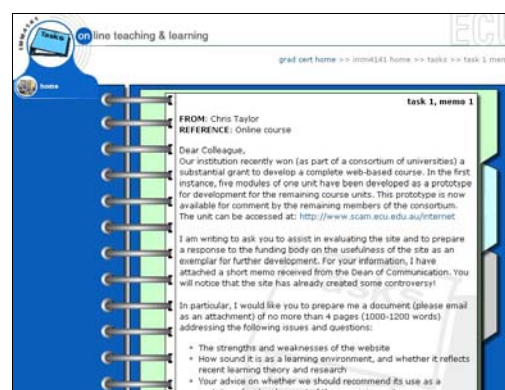 IMM4141
Tasks
online teaching & learning
ECU
grad cert home >> imm4141 home >> tasks >> task 1 mem
home
task 1, memo 1
FROM: Chris Taylor
REFERENCE: Online course
Dear Colleague,
Our institution recently won (as part of a consortium of universities) a
substantial grant to develop a complete web-based course. In the first
instance, five modules of one unit have been developed as a prototype
for development for the remaining course units. This prototype is now
available for comment by the remaining members of the consortium.
The unit can be accessed at: http://www.scam.ecu.edu.au/internet
I am writing to ask you to assist in evaluating the site and to prepare
a response to the funding body on the usefulness of the site as an
exemplar for further development. For your information, I have
attached a short memo received from the Dean of Communication. You
will notice that the site has already created some controversy!
In particular, I would like you to prepare me a document (please email
as an attachment) of no more than 4 pages (1000-1200 words)
addressing the following issues and questions:
The strengths and weaknesses of the website
How sound it is as a learning environment, and whether it reflects
recent learning theory and research
Your advice on whether we should recommend its use as a